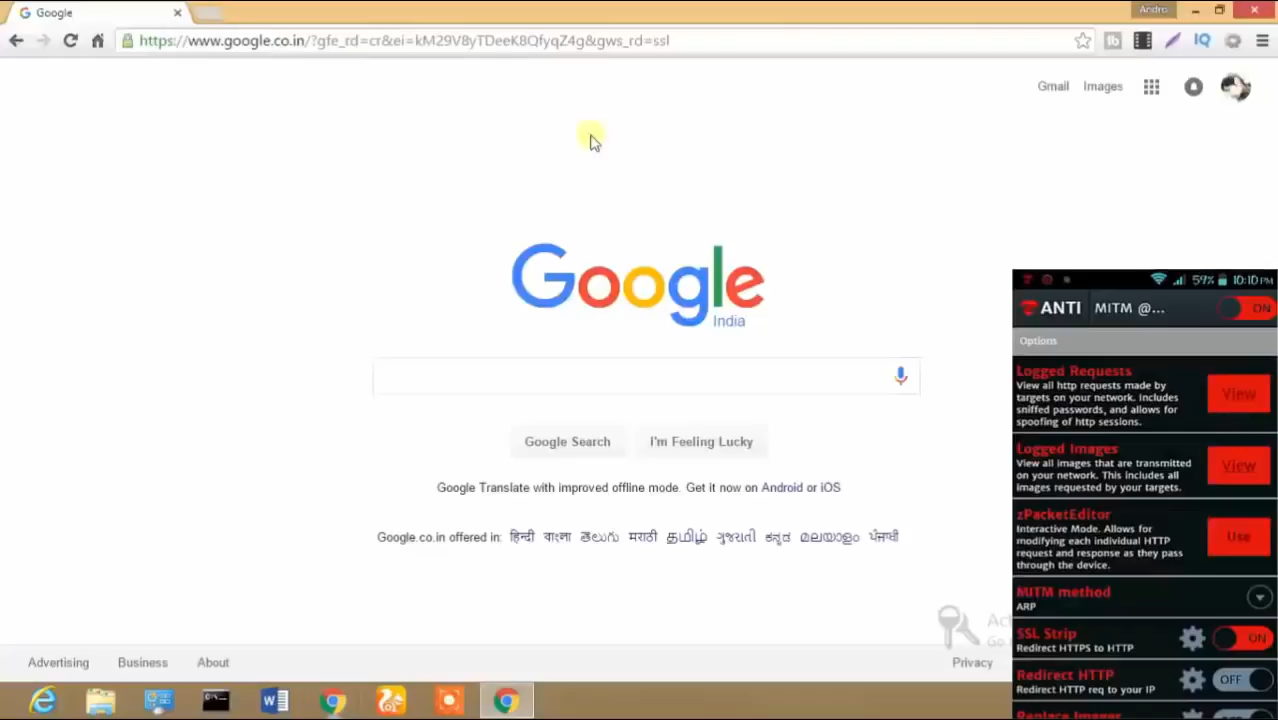 Google
Andro
https://www.google.co.in/?gfe_rd=cr&ei=kM29V8yTDeeK8QfyqZ4g&gws_rd=ssl
Gmail Images
Google
India
Google Search I'm Feeling Lucky
Google Translate with improved offline mode. Get it now on Android or iOS
Google.co.in offered in: हिन्दी বাংলা తెలుగు मराठी தமிழ் ગુજરાતી ಕನ್ನಡ മലയാളം ਪੰਜਾਬੀ
Advertising Business About Privacy
59% 10:10 PM
ANTI MITM @... ON
Options
Logged Requests
View all http requests made by
targets on your network. Includes
sniffed passwords, and allows for
spoofing of http sessions.
View
Logged Images
View all images that are transmitted
on your network. This includes all
images requested by your targets.
View
zPacketEditor
Interactive Mode. Allows for
modifying each individual HTTP
request and response as they pass
through the device.
Use
MITM method
ARP
SSL Strip
Redirect HTTPS to HTTP
ON
Redirect HTTP
Redirect HTTP req to your IP
OFF
Replace Images